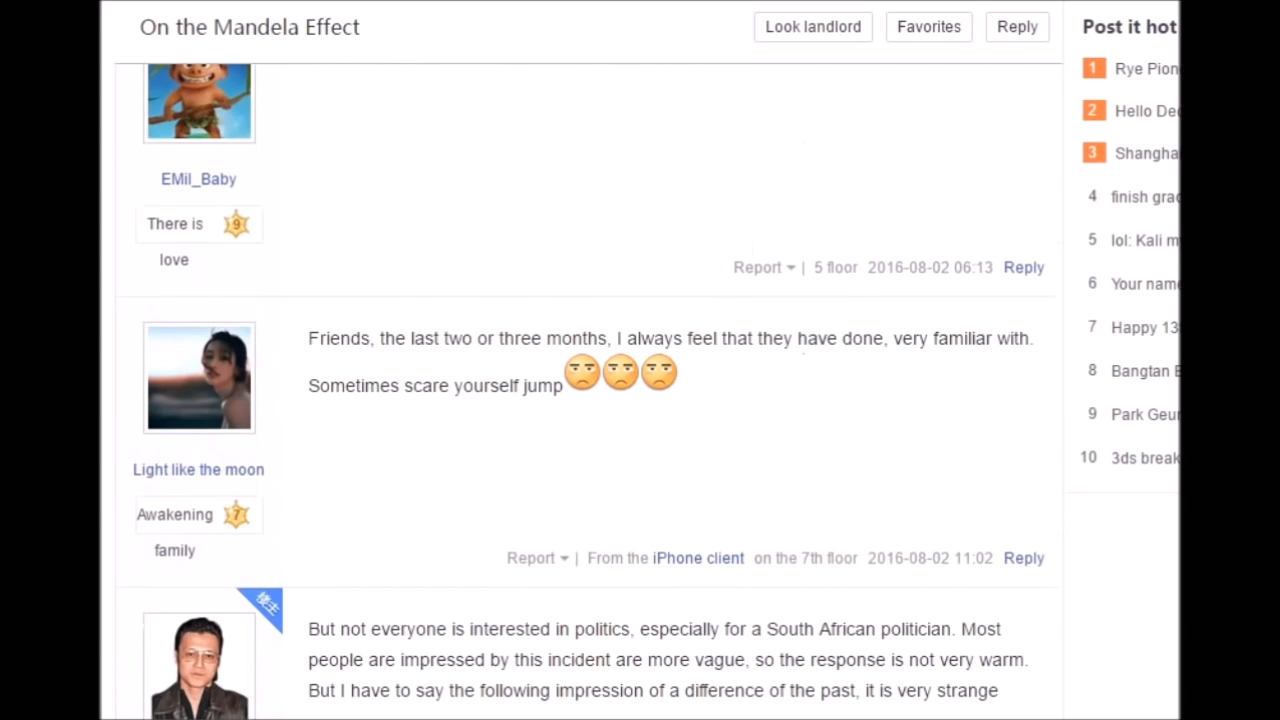 On the Mandela Effect
Look landlord
Favorites
Reply
Post it hot
1 Rye Pion
2 Hello De
3 Shangha
4 finish grad
5 lol: Kali m
6 Your name
7 Happy 13
8 Bangtan B
9 Park Geun
10 3ds break
EMil_Baby
There is 9
love
Report | 5 floor 2016-08-02 06:13 Reply
Friends, the last two or three months, I always feel that they have done, very familiar with.
Sometimes scare yourself jump
Light like the moon
Awakening 7
family
Report | From the iPhone client on the 7th floor 2016-08-02 11:02 Reply
楼主
But not everyone is interested in politics, especially for a South African politician. Most
people are impressed by this incident are more vague, so the response is not very warm.
But I have to say the following impression of a difference of the past, it is very strange